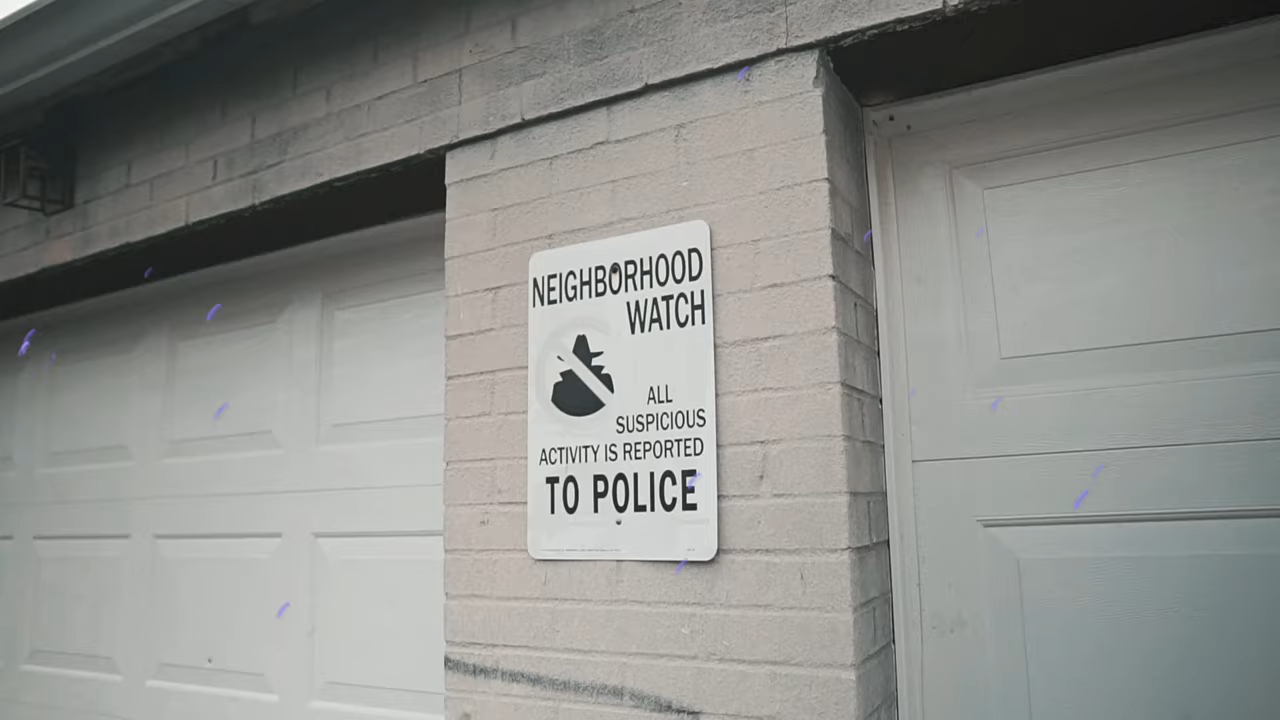 NEIGHBORHOOD
WATCH
ALL
SUSPICIOUS
ACTIVITY IS REPORTED
TO POLICE